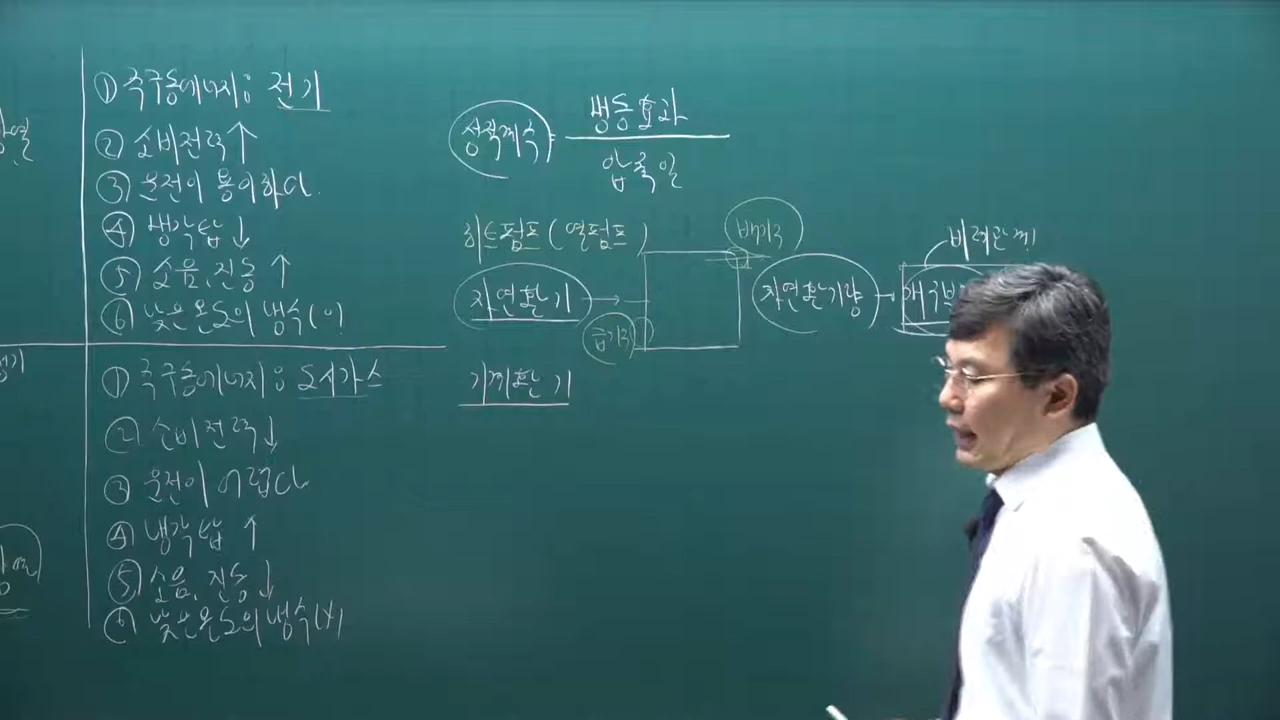 ① 주구동에너지: 전기
② 소비전력↑
③ 운전이 용이하다.
④ 냉각탑↓
⑤ 소음, 진동↑
⑥ 낮은온도의 냉수(○)
① 주구동에너지: 도시가스
② 소비전력↓
③ 운전이 어렵다.
④ 냉각탑↑
⑤ 소음, 진동↓
⑥ 낮은온도의 냉수(X)
성적계수 = 냉동효과
압축일
히트펌프(열펌프)
배기구
자연환기 →
급기구
자연환기량 → 개구부
비례관계!
기계환기